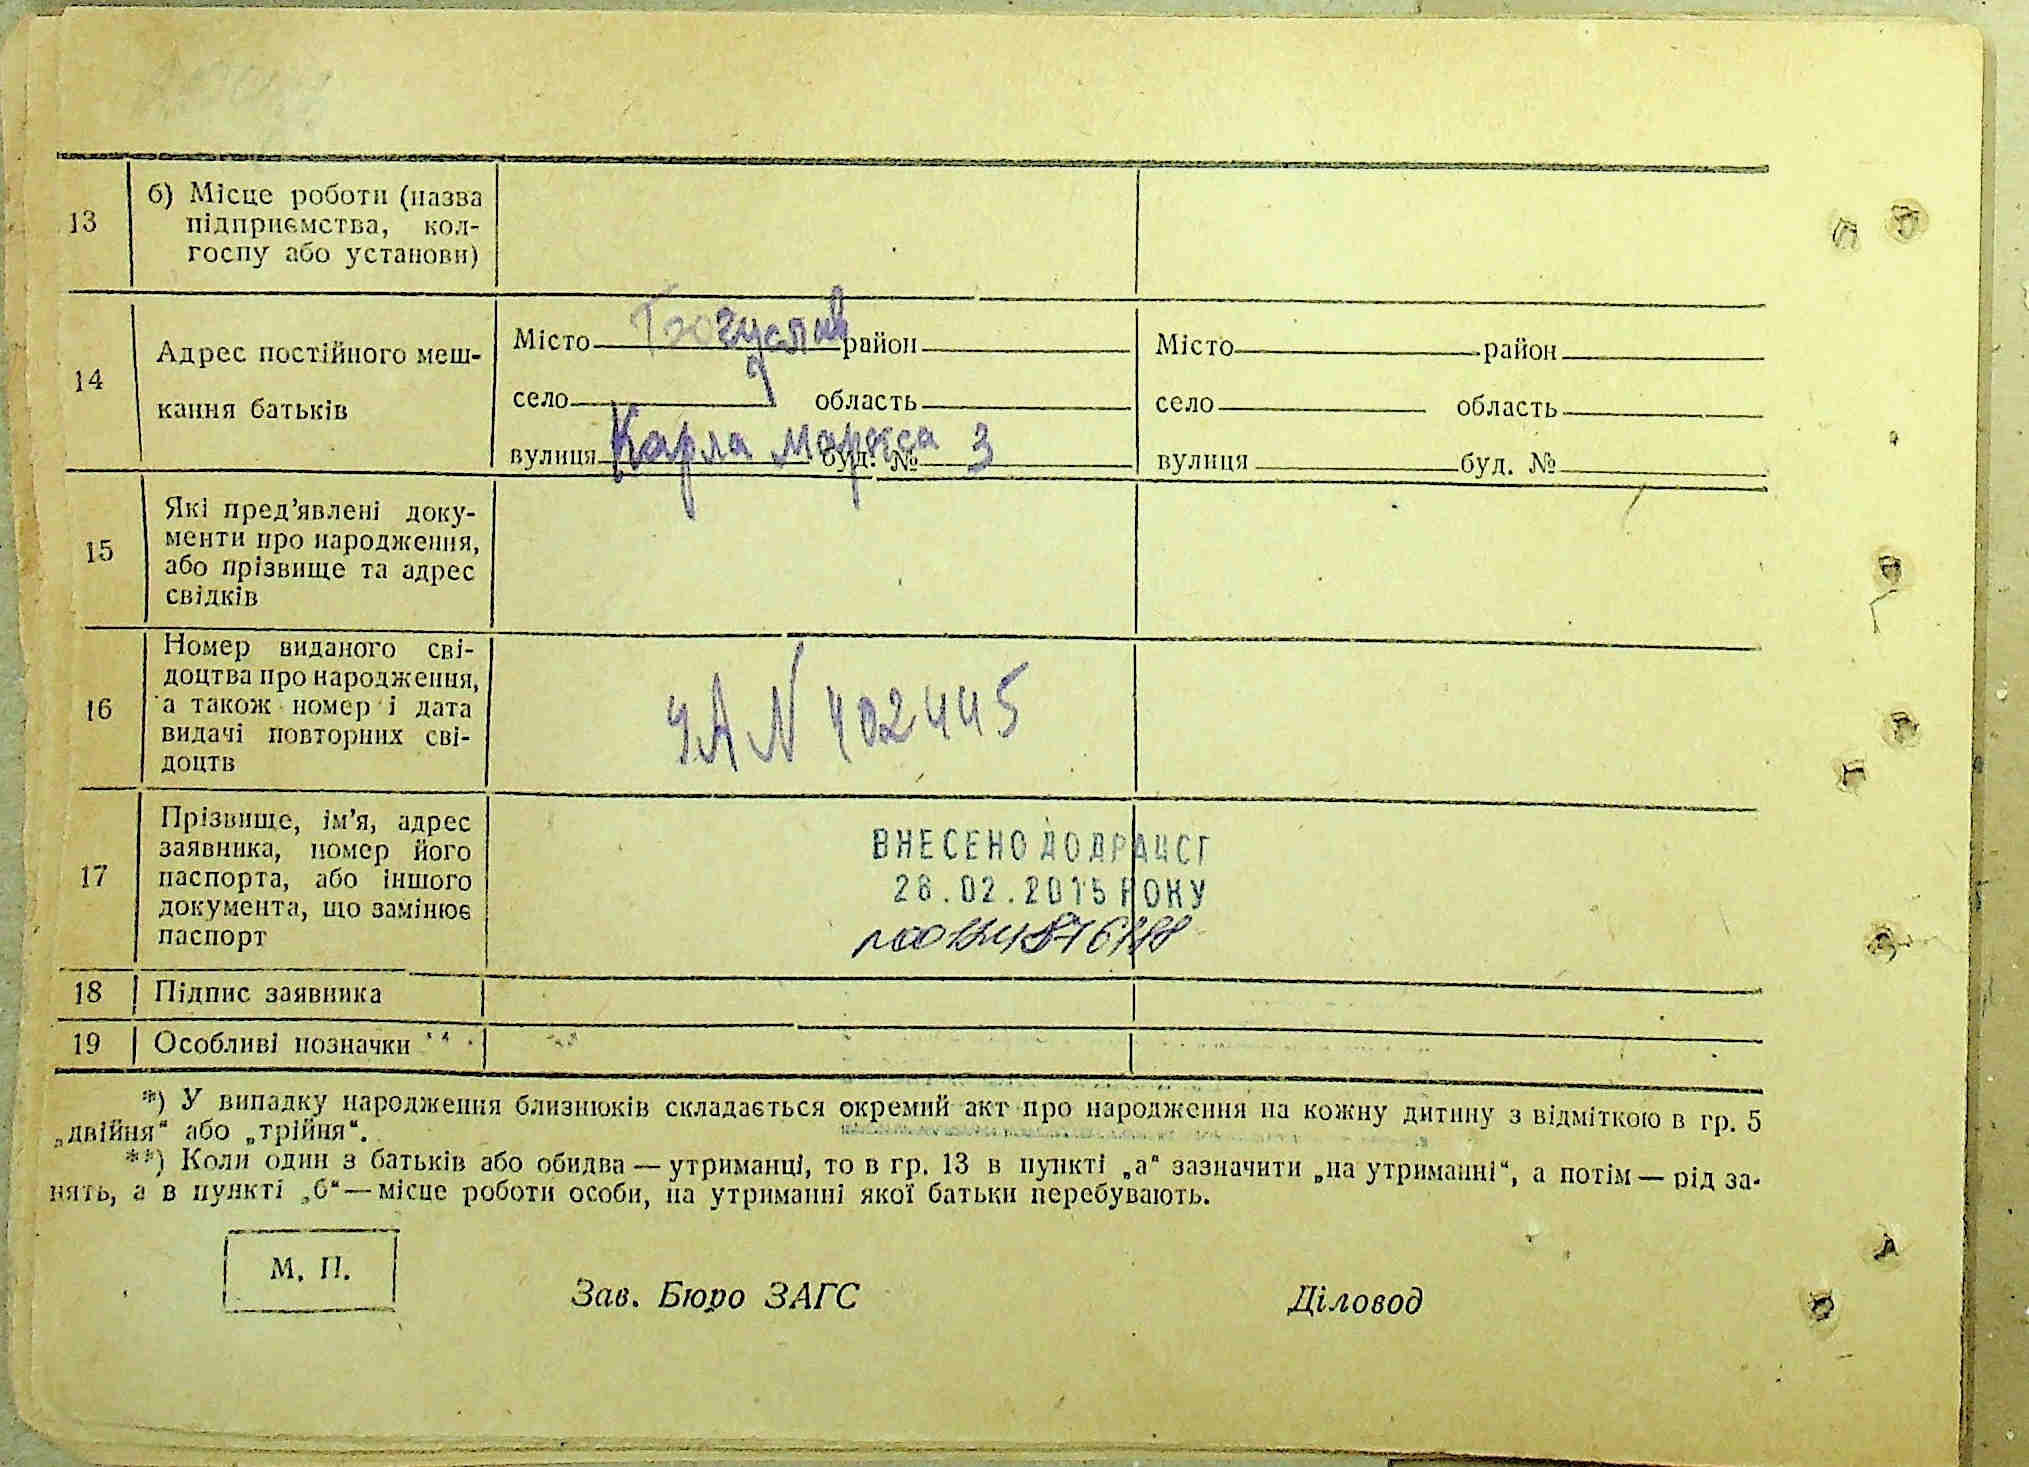 13
б) Місце роботи (назва
підприємства, кол-
госпу або установи)
14
Адрес постійного меш-
кання батьків
Місто Богуслав район
село область
вулиця Карла Маркса буд. № 3
Місто район
село область
вулиця буд. №
15
Які пред'явлені доку-
менти про народження,
або прізвище та адрес
свідків
16
Номер виданого сві-
доцтва про народження,
а також номер і дата
видачі повторних сві-
доцтв
ЧА N 402445
17
Прізвище, ім'я, адрес
заявника, номер його
паспорта, або іншого
документа, що замінює
паспорт
ВНЕСЕНО ДО ДРАЦСГ
26.02.2015 РОКУ
18 Підпис заявника
19 Особливі позначки
*) У випадку народження близнюків складається окремий акт про народження на кожну дитину з відміткою в гр. 5
„двійня“ або „трійня“.
**) Коли один з батьків або обидва — утриманці, то в гр. 13 в пункті „а“ зазначити „на утриманні“, а потім — рід за-
нять, а в пункті „б“ — місце роботи особи, на утриманні якої батьки перебувають.
М. П.
Зав. Бюро ЗАГС
Діловод